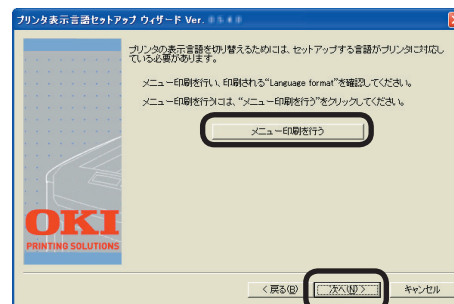 プリンタ表示言語セットアップ ウィザード Ver.
プリンタの表示言語を切り替えるためには、セットアップする言語がプリンタに対応し
ている必要があります。
メニュー印刷を行い、印刷される"Language format"を確認してください。
メニュー印刷を行うには、"メニュー印刷を行う"をクリックしてください。
メニュー印刷を行う
OKI
PRINTING SOLUTIONS
< 戻る(B)
次へ(N) >
キャンセル